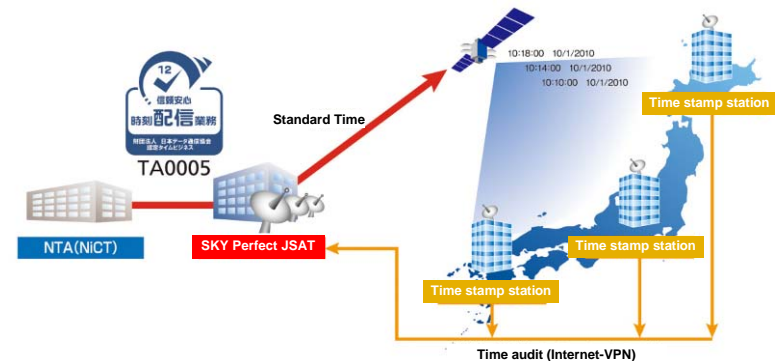 10:18:00 10/1/2010
10:14:00 10/1/2010
10:10:00 10/1/2010
Time stamp station
12
信頼安心
時刻配信業務
財団法人 日本データ通信協会
認定タイムビジネス
TA0005
Standard Time
NTA(NiCT)
SKY Perfect JSAT
Time stamp station
Time stamp station
Time audit (Internet-VPN)